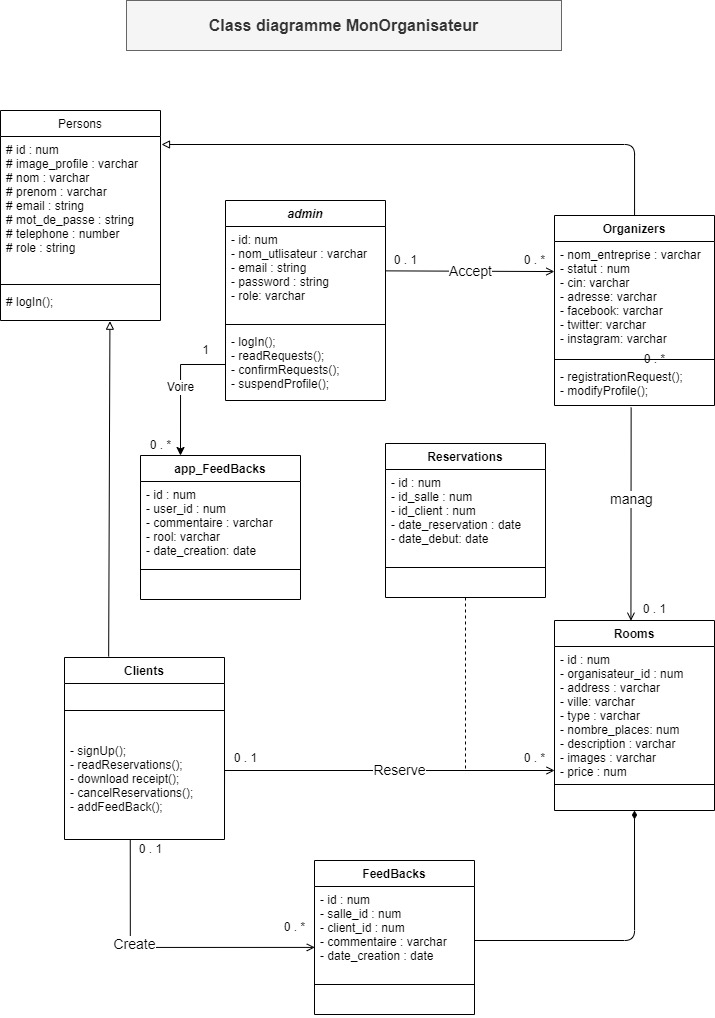 Class diagramme MonOrganisateur
Persons
# id : num
# image_profile : varchar
# nom : varchar
# prenom : varchar
# email : string
# mot_de_passe : string
# telephone : number
# role : string
# logIn();
admin
- id: num
- nom_utlisateur : varchar
- email : string
- password : string
- role: varchar
- logIn();
- readRequests();
- confirmRequests();
- suspendProfile();
0 . 1
Accept
0 . *
Organizers
- nom_entreprise : varchar
- statut : num
- cin: varchar
- adresse: varchar
- facebook: varchar
- twitter: varchar
- instagram: varchar
0 . *
- registrationRequest();
- modifyProfile();
1
Voire
0 . *
app_FeedBacks
- id : num
- user_id : num
- commentaire : varchar
- rool: varchar
- date_creation: date
Reservations
- id : num
- id_salle : num
- id_client : num
- date_reservation : date
- date_debut: date
manag
0 . 1
Rooms
- id : num
- organisateur_id : num
- address : varchar
- ville: varchar
- type : varchar
- nombre_places: num
- description : varchar
- images : varchar
- price : num
Clients
- signUp();
- readReservations();
- download receipt();
- cancelReservations();
- addFeedBack();
0 . 1
Reserve
0 . *
0 . 1
Create
0 . *
FeedBacks
- id : num
- salle_id : num
- client_id : num
- commentaire : varchar
- date_creation : date